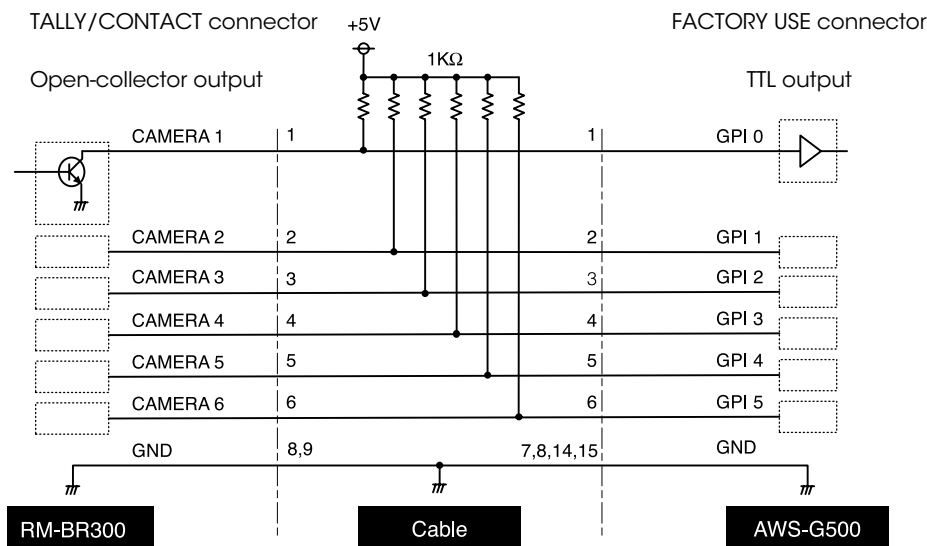 TALLY/CONTACT connector
+5V
FACTORY USE connector
Open-collector output
1KΩ
TTL output
CAMERA 1 1 1 GPI 0
CAMERA 2 2 2 GPI 1
CAMERA 3 3 3 GPI 2
CAMERA 4 4 4 GPI 3
CAMERA 5 5 5 GPI 4
CAMERA 6 6 6 GPI 5
GND 8,9 7,8,14,15 GND
RM-BR300 Cable AWS-G500